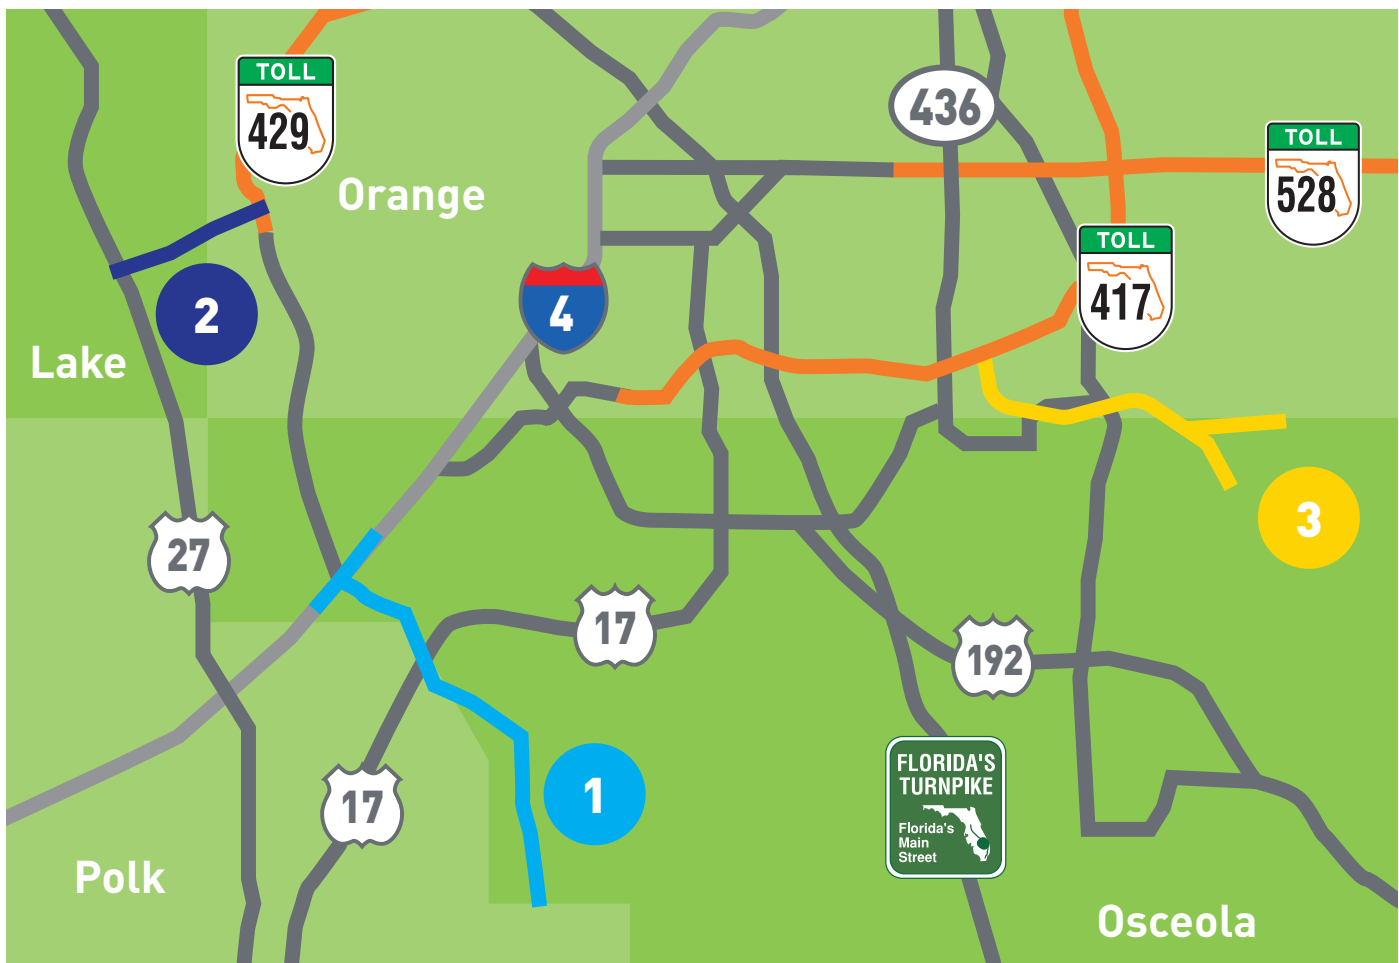 TOLL
429
Orange
436
TOLL
528
TOLL
417
4
2
Lake
27
3
17
192
1
17
FLORIDA'S
TURNPIKE
Florida's
Main
Street
Polk
Osceola